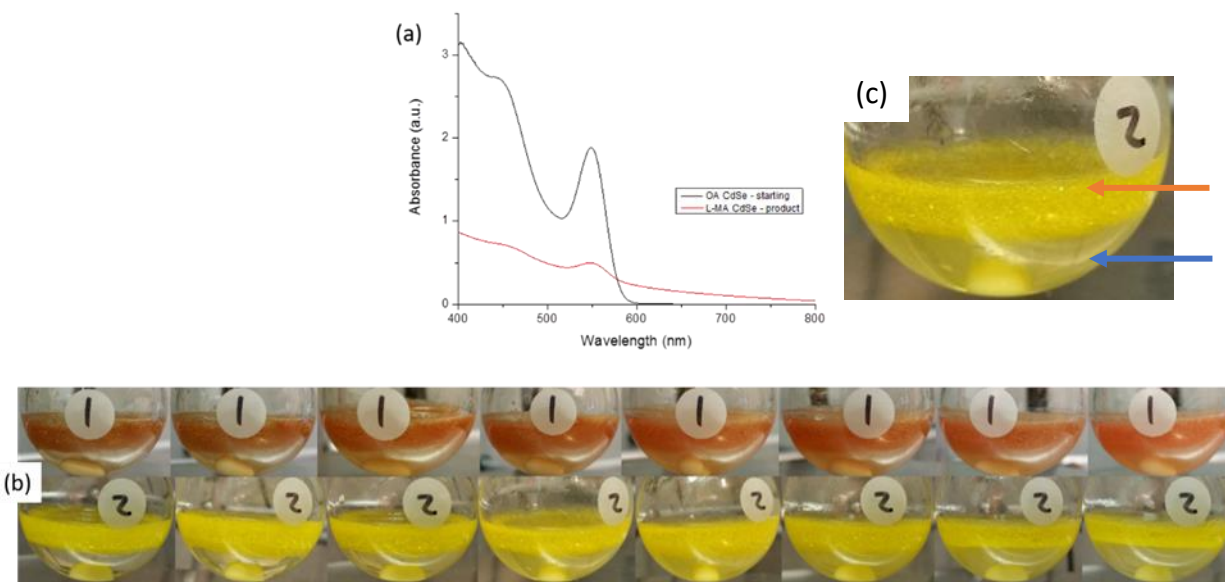 (a)
3
2
1
0
Absorbance (a.u.)
400 500 600 700 800
Wavelength (nm)
OA CdSe - starting
L-MA CdSe - product
(c)
2
(b)
1 1 1 1 1 1 1 1
2 2 2 2 2 2 2 2